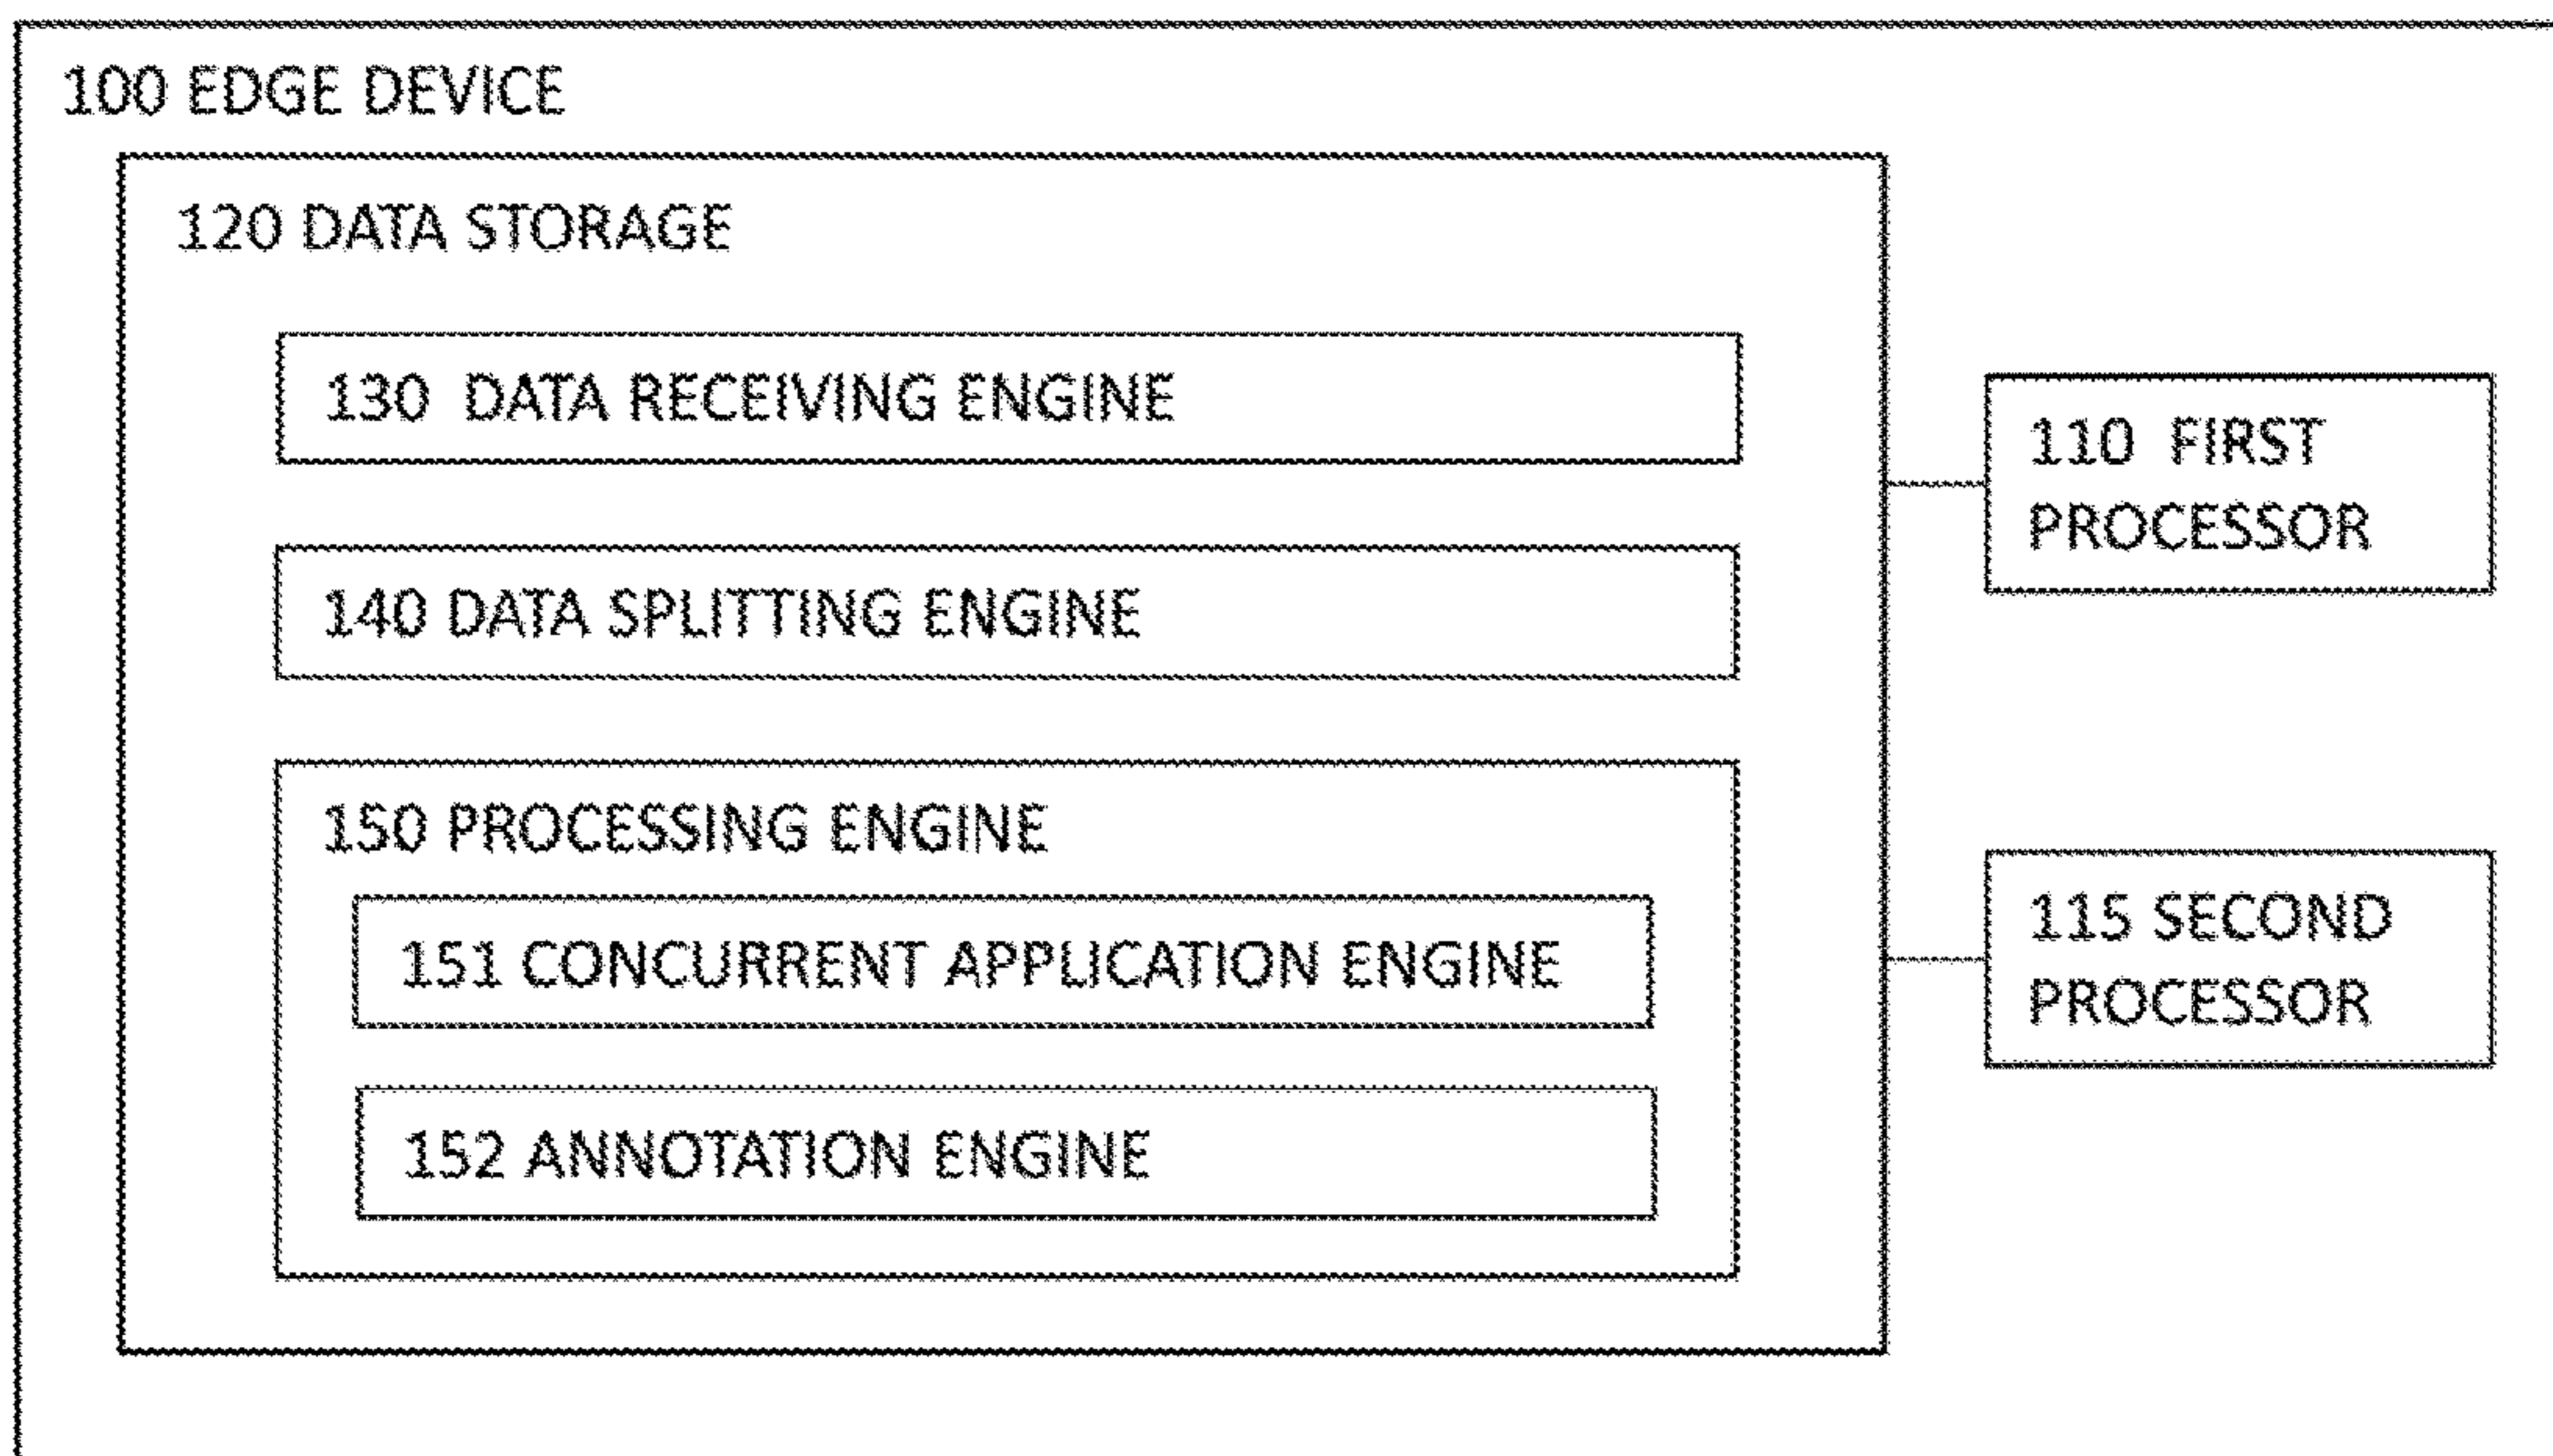 100 EDGE DEVICE
120 DATA STORAGE
130 DATA RECEIVING ENGINE
140 DATA SPLITTING ENGINE
150 PROCESSING ENGINE
151 CONCURRENT APPLICATION ENGINE
152 ANNOTATION ENGINE
110 FIRST
PROCESSOR
115 SECOND
PROCESSOR